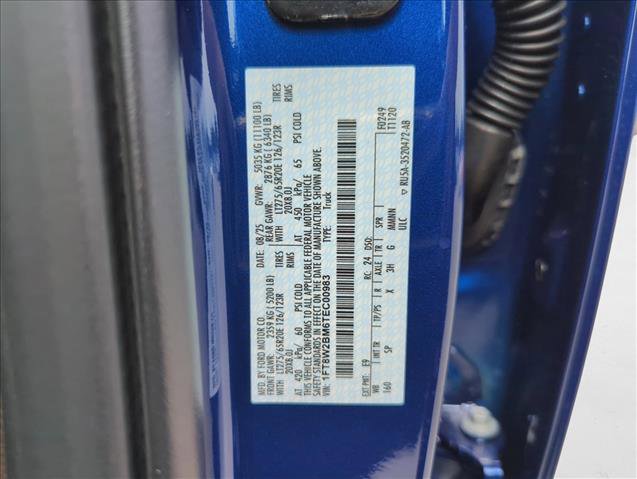 MFD. BY FORD MOTOR CO.
DATE: 08/25 GVWR: 5035 KG (11100 LB)
FRONT GAWR: 2359 KG (5200 LB) REAR GAWR: 2876 KG (6340 LB)
WITH LT275/65R20E 126/123R TIRES WITH LT275/65R20E 126/123R TIRES
20X8.0J RIMS 20X8.0J RIMS
AT 420 kPa/ 60 PSI COLD AT 450 kPa/ 65 PSI COLD
THIS VEHICLE CONFORMS TO ALL APPLICABLE FEDERAL MOTOR VEHICLE
SAFETY STANDARDS IN EFFECT ON THE DATE OF MANUFACTURE SHOWN ABOVE.
VIN: 1FT8W2BM6TEC00983 TYPE: Truck
F0249
EXT PNT: E9 RC: 24 DSO: T1120
WB INT TR TP/PS R AXLE TR SPR
160 SP X 3H G MAMNN
ULC ▽ RU5A-3520472-AB